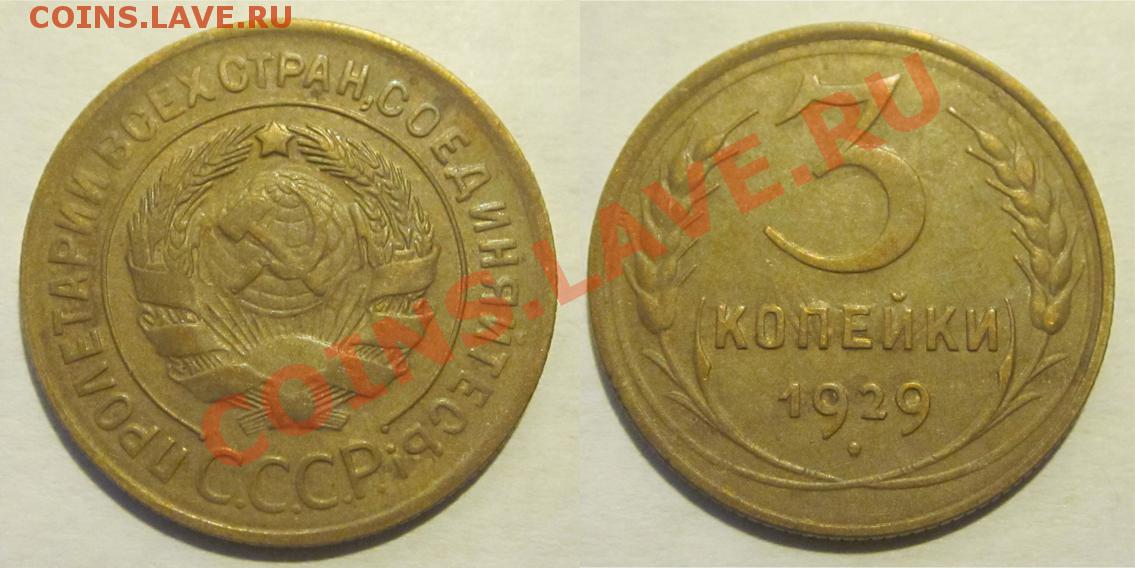 COINS.LAVE.RU
ПРОЛЕТАРИИ ВСЕХ СТРАН, СОЕДИНЯЙТЕСЬ!
С.С.С.Р.
3
КОПЕЙКИ
1929
COINS.LAVE.RU